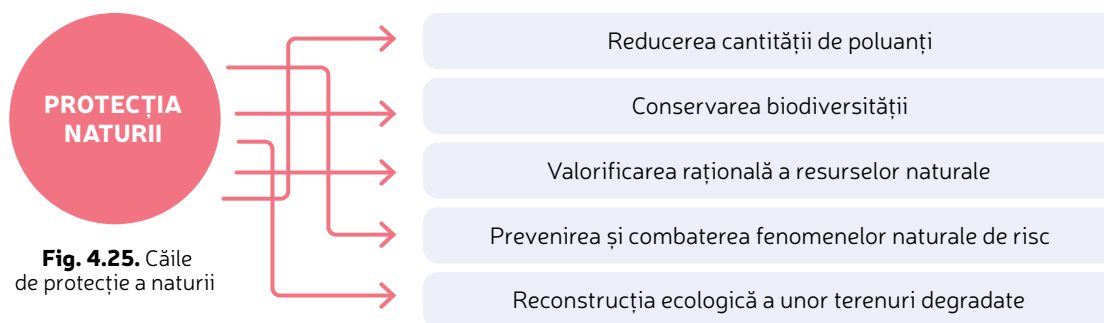 PROTECȚIA
NATURII
Fig. 4.25. Căile
de protecție a naturii
Reducerea cantității de poluanți
Conservarea biodiversității
Valorificarea rațională a resurselor naturale
Prevenirea și combaterea fenomenelor naturale de risc
Reconstrucția ecologică a unor terenuri degradate